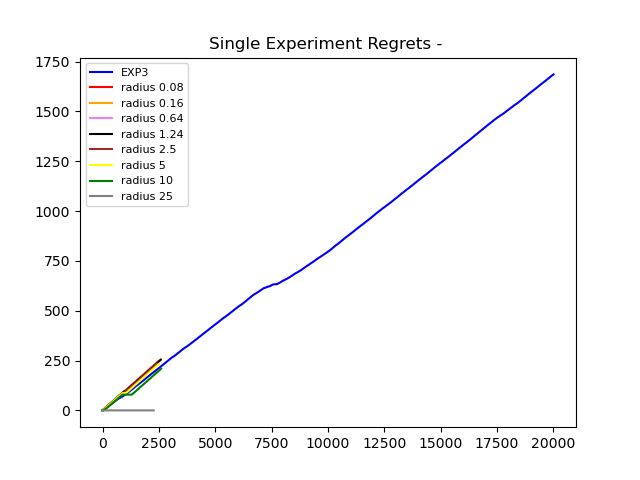 Single Experiment Regrets -
1750
1500
1250
1000
750
500
250
0
EXP3
radius 0.08
radius 0.16
radius 0.64
radius 1.24
radius 2.5
radius 5
radius 10
radius 25
0 2500 5000 7500 10000 12500 15000 17500 20000